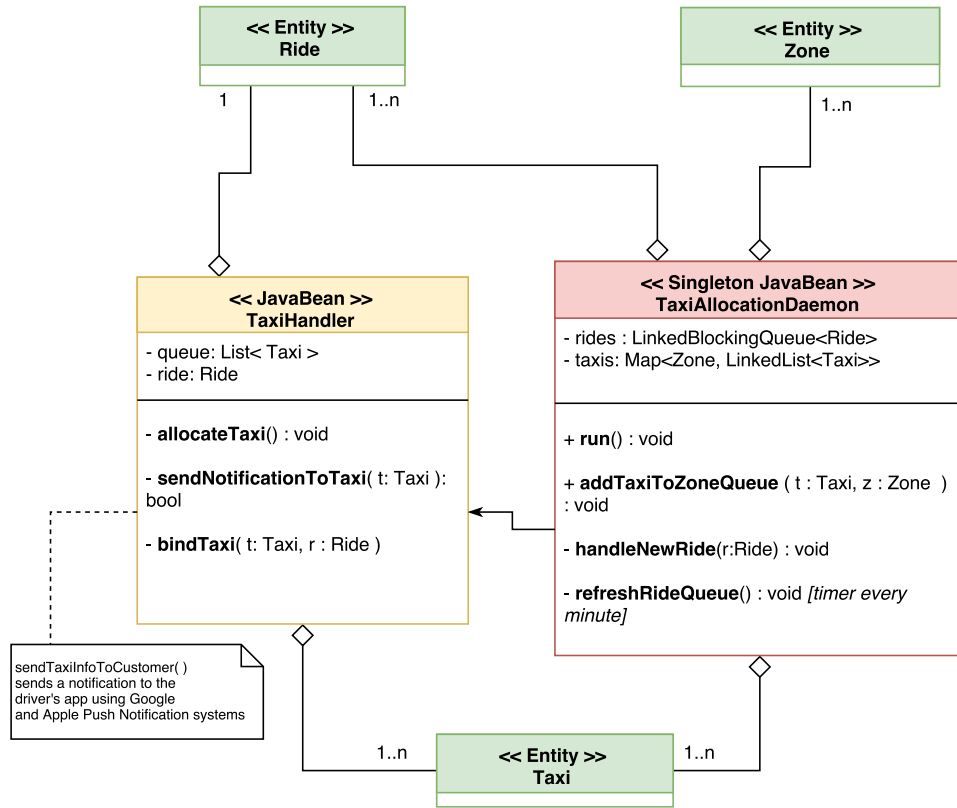 << Entity >>
Ride
<< Entity >>
Zone
1
1..n
1..n
<< JavaBean >>
TaxiHandler
- queue: List< Taxi >
- ride: Ride
- allocateTaxi() : void
- sendNotificationToTaxi( t: Taxi ):
bool
- bindTaxi( t: Taxi, r : Ride )
<< Singleton JavaBean >>
TaxiAllocationDaemon
- rides : LinkedBlockingQueue<Ride>
- taxis: Map<Zone, LinkedList<Taxi>>
+ run() : void
+ addTaxiToZoneQueue ( t : Taxi, z : Zone )
: void
- handleNewRide(r:Ride) : void
- refreshRideQueue() : void [timer every
minute]
sendTaxiInfoToCustomer( )
sends a notification to the
driver's app using Google
and Apple Push Notification systems
1..n
<< Entity >>
Taxi
1..n